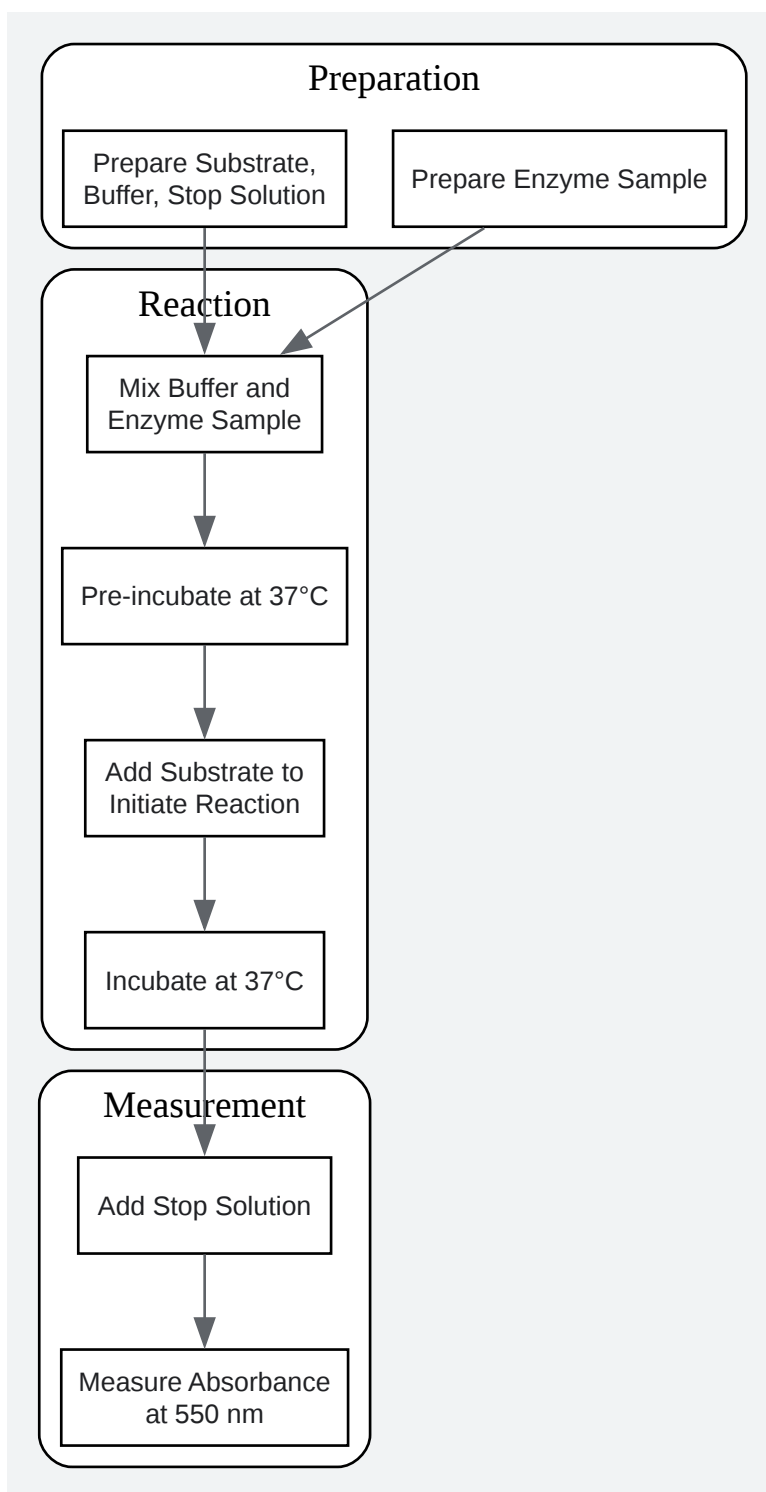 Preparation
Prepare Substrate,
Buffer, Stop Solution
Prepare Enzyme Sample
Reaction
Mix Buffer and
Enzyme Sample
Pre-incubate at 37°C
Add Substrate to
Initiate Reaction
Incubate at 37°C
Measurement
Add Stop Solution
Measure Absorbance
at 550 nm